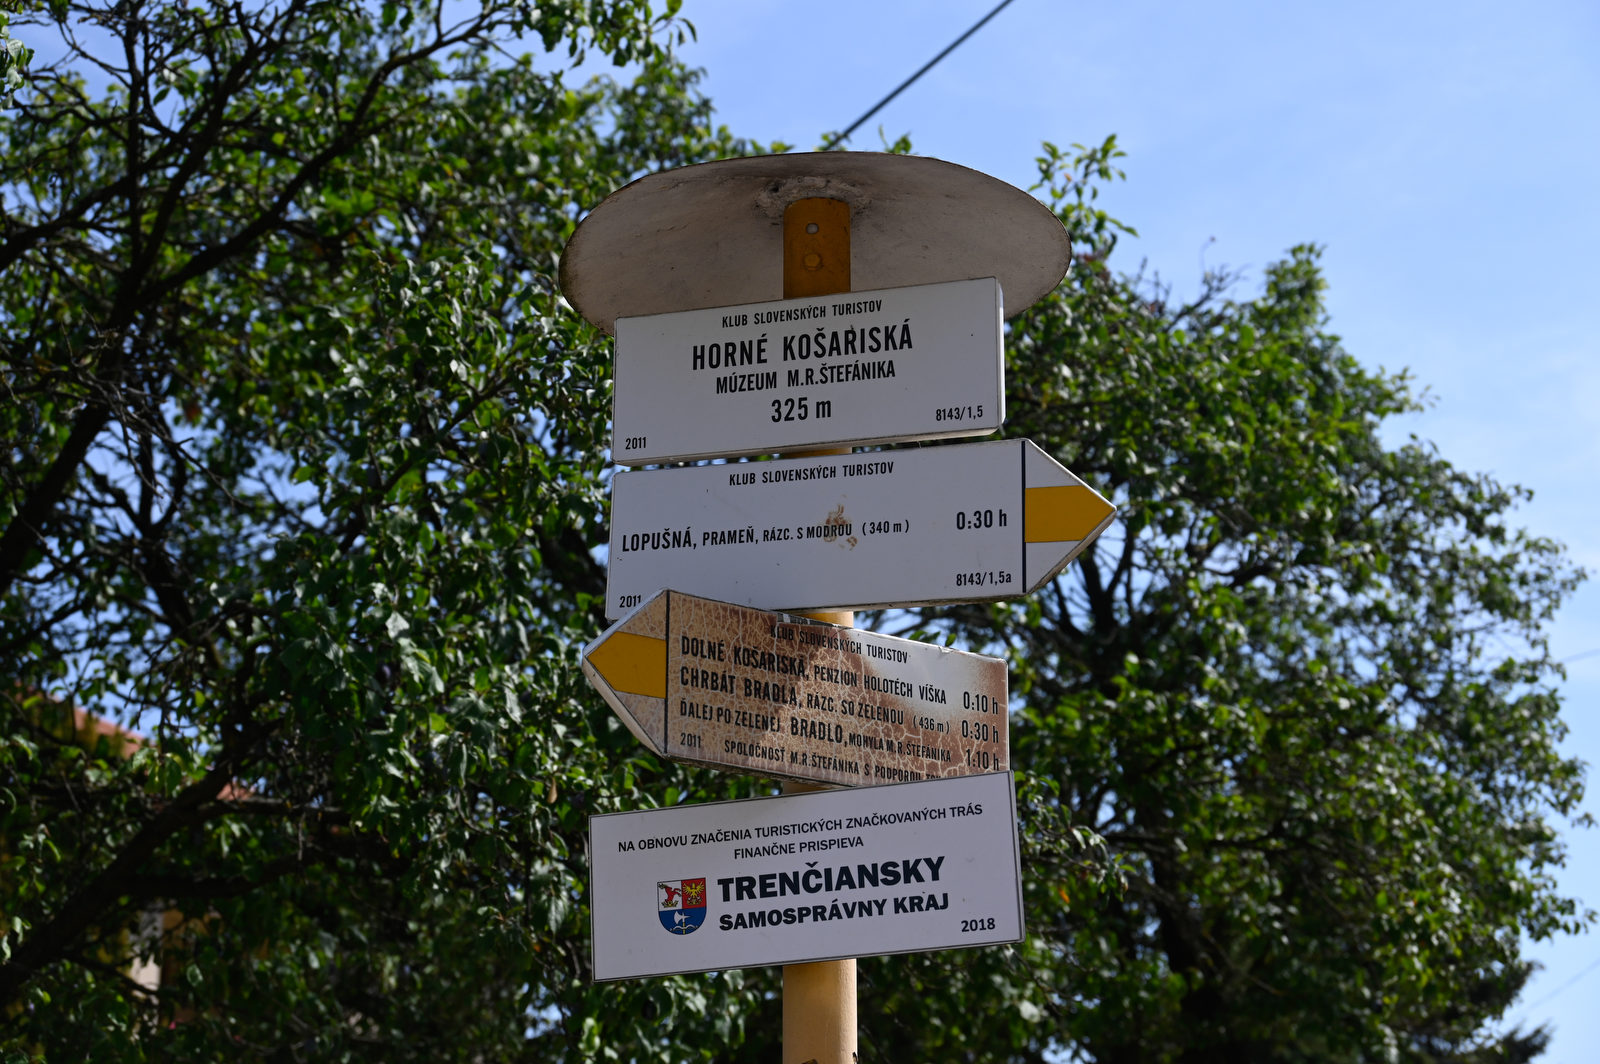 KLUB SLOVENSKÝCH TURISTOV
HORNÉ KOŠARISKÁ
MÚZEUM M.R.ŠTEFÁNIKA
325 m
2011 8143/1,5
KLUB SLOVENSKÝCH TURISTOV
LOPUŠNÁ, PRAMEŇ, RÁZC. S MODROU (340 m) 0:30 h
2011 8143/1,5a
KLUB SLOVENSKÝCH TURISTOV
DOLNÉ KOŠARISKÁ, PENZION HOLOTÉCH VÍŠKA 0:10 h
CHRBÁT BRADLA, RÁZC. SO ZELENOU (436 m) 0:30 h
ĎALEJ PO ZELENEJ, BRADLO, MOHYLA M.R.ŠTEFÁNIKA 1:10 h
2011 SPOLOČNOSŤ M.R.ŠTEFÁNIKA S PODPOROU
NA OBNOVU ZNAČENIA TURISTICKÝCH ZNAČKOVANÝCH TRÁS
FINANČNE PRISPIEVA
TRENČIANSKY
SAMOSPRÁVNY KRAJ
2018